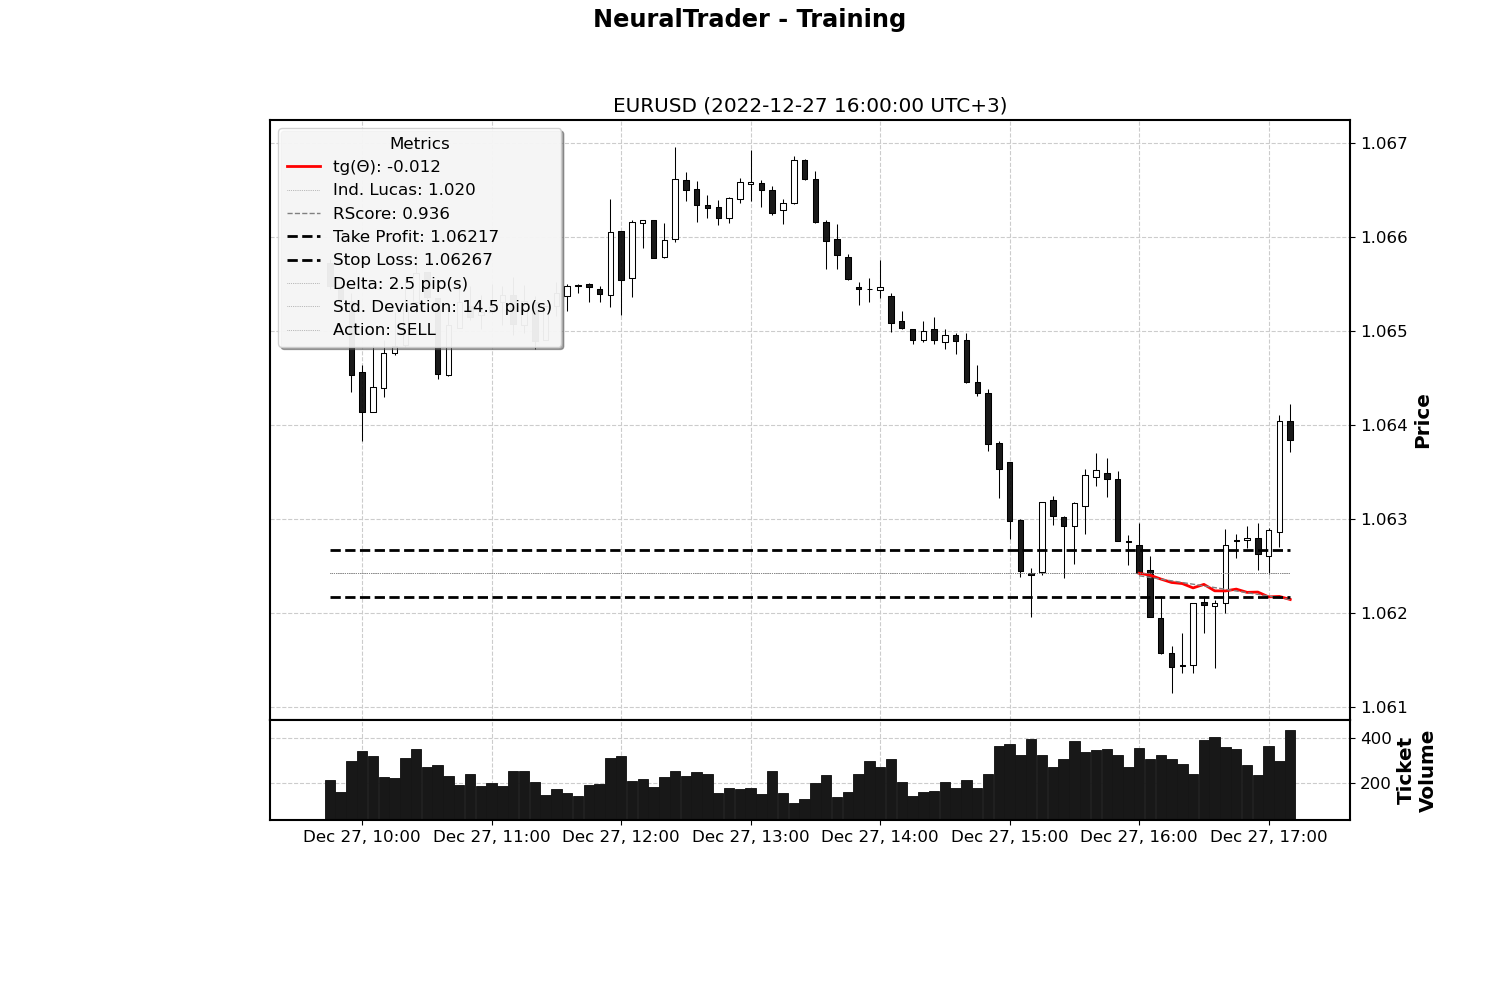 NeuralTrader - Training
EURUSD (2022-12-27 16:00:00 UTC+3)
Metrics
tg(Θ): -0.012
Ind. Lucas: 1.020
RScore: 0.936
Take Profit: 1.06217
Stop Loss: 1.06267
Delta: 2.5 pip(s)
Std. Deviation: 14.5 pip(s)
Action: SELL
1.067
1.066
1.065
1.064
1.063
1.062
1.061
Price
400
200
Ticket
Volume
Dec 27, 10:00 Dec 27, 11:00 Dec 27, 12:00 Dec 27, 13:00 Dec 27, 14:00 Dec 27, 15:00 Dec 27, 16:00 Dec 27, 17:00